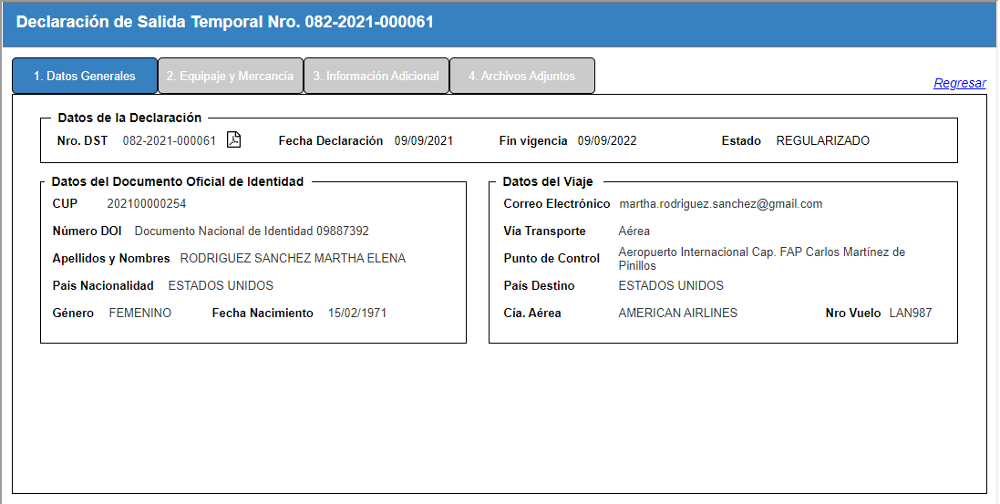 Declaración de Salida Temporal Nro. 082-2021-000061
1. Datos Generales
2. Equipaje y Mercancía
3. Información Adicional
4. Archivos Adjuntos
Regresar
Datos de la Declaración
Nro. DST 082-2021-000061 Fecha Declaración 09/09/2021 Fin vigencia 09/09/2022 Estado REGULARIZADO
Datos del Documento Oficial de Identidad
CUP 202100000254
Número DOI Documento Nacional de Identidad 09887392
Apellidos y Nombres RODRIGUEZ SANCHEZ MARTHA ELENA
País Nacionalidad ESTADOS UNIDOS
Género FEMENINO Fecha Nacimiento 15/02/1971
Datos del Viaje
Correo Electrónico martha.rodriguez.sanchez@gmail.com
Vía Transporte Aérea
Punto de Control Aeropuerto Internacional Cap. FAP Carlos Martínez de
Pinillos
País Destino ESTADOS UNIDOS
Cía. Aérea AMERICAN AIRLINES Nro Vuelo LAN987